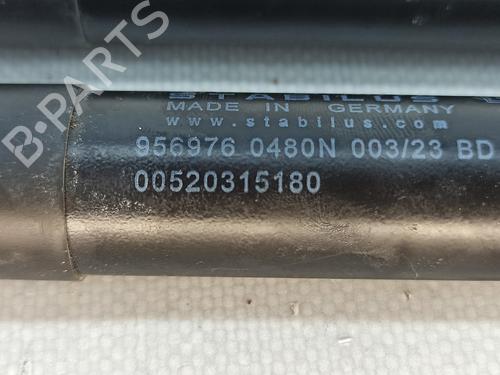 B-PARTS
STABILUS
MADE IN GERMANY
www.stabilus.com
956976 0480N 003/23 BD
00520315180